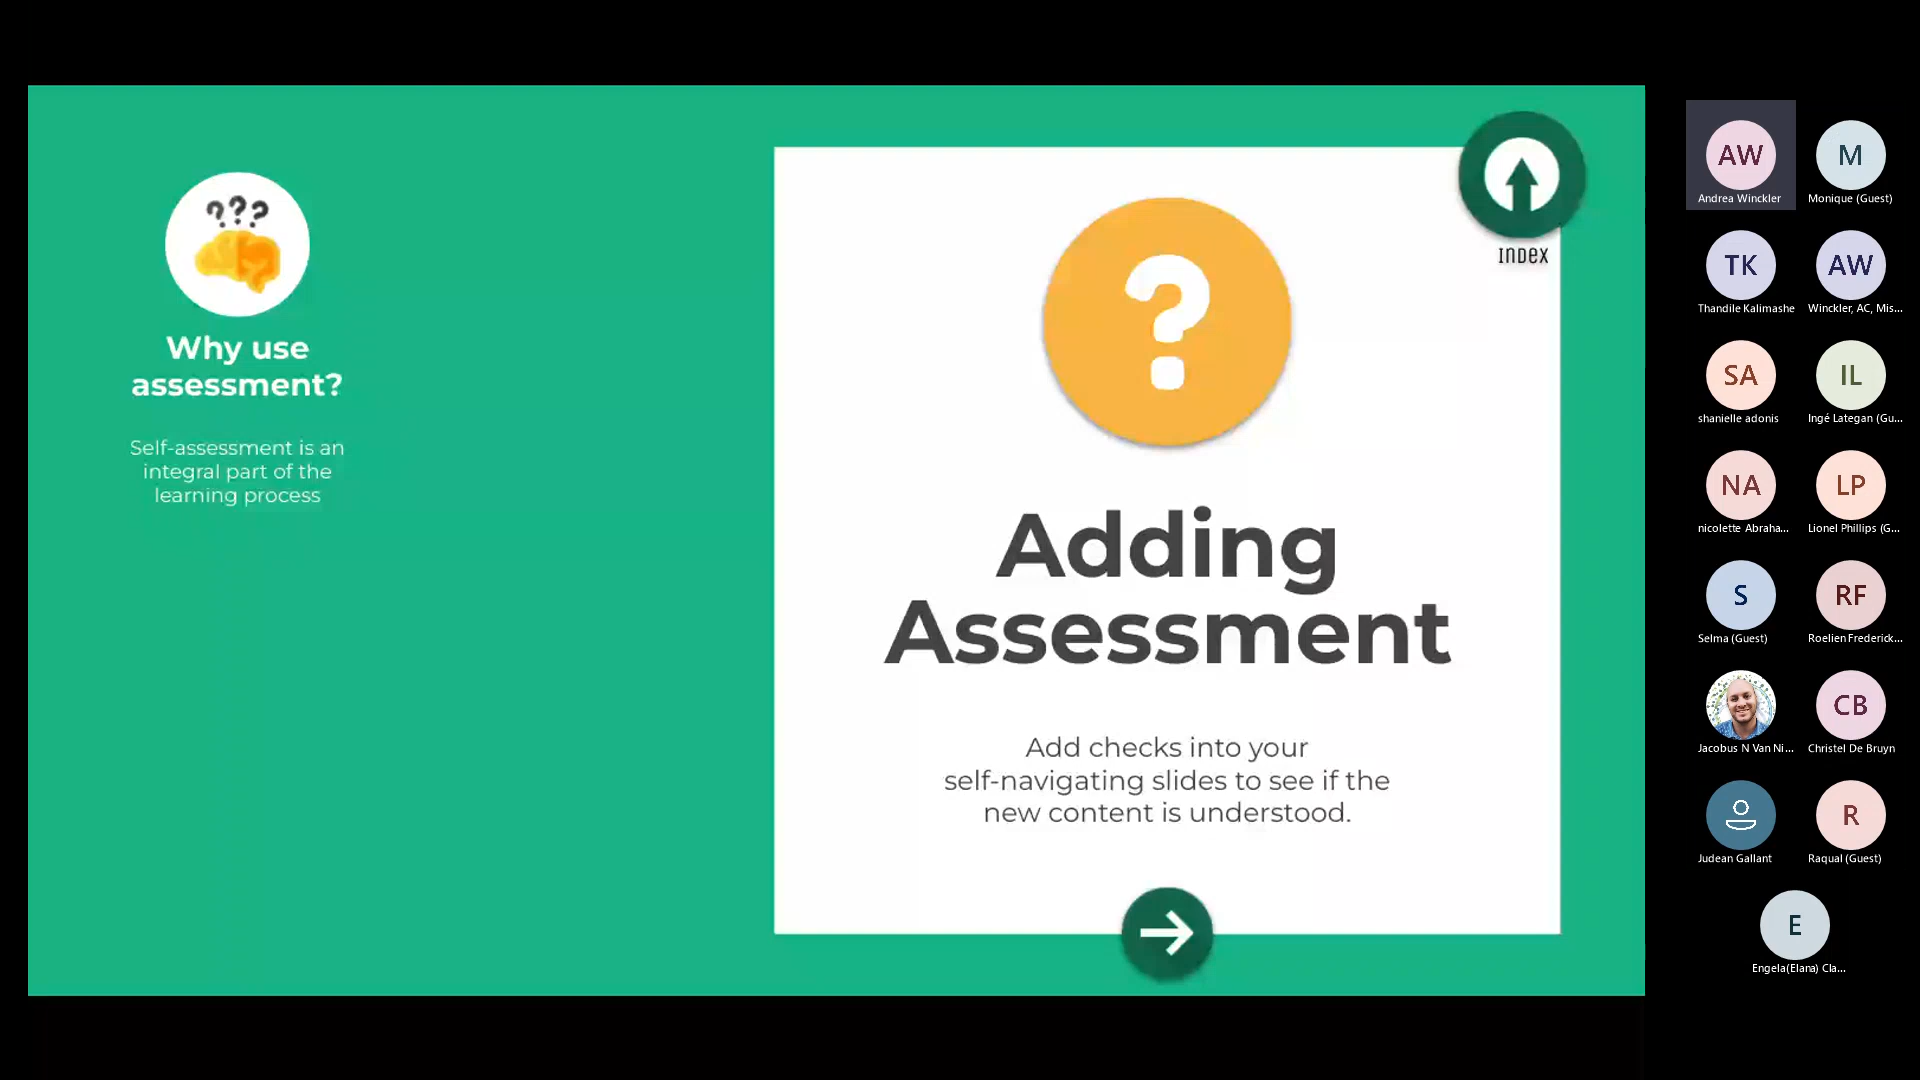 ???
Why use
assessment?
Self-assessment is an
integral part of the
learning process
?
INDEX
Adding
Assessment
Add checks into your
self-navigating slides to see if the
new content is understood.
AW
Andrea Winckler
M
Monique (Guest)
TK
Thandile Kalimashe
AW
Winckler, AC, Mis...
SA
shanielle adonis
IL
Ingé Lategan (Gu...
NA
nicolette Abraha...
LP
Lionel Phillips (G...
S
Selma (Guest)
RF
Roelien Frederick...
Jacobus N Van Ni...
CB
Christel De Bruyn
Judean Gallant
R
Raqual (Guest)
E
Engela(Elana) Cla...